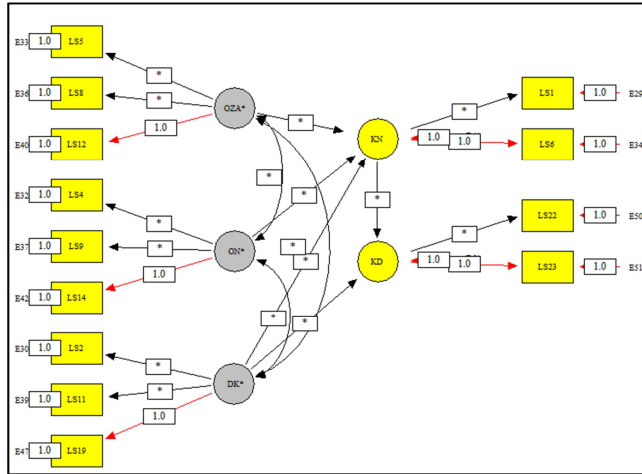 E33 1.0 LS5
*
E36 1.0 LS8
*
OZA*
*
LS1 1.0 E29
*
E40 1.0 LS12
1.0
KN
1.0 1.0
LS6 1.0 E34
*
E32 1.0 LS4
*
*
*
LS22 1.0 E50
*
E37 1.0 LS9
*
ON*
* *
KD
1.0 1.0
LS23 1.0 E51
E42 1.0 LS14
1.0
* *
E30 1.0 LS2
*
E39 1.0 LS11
*
DK*
1.0
E47 1.0 LS19